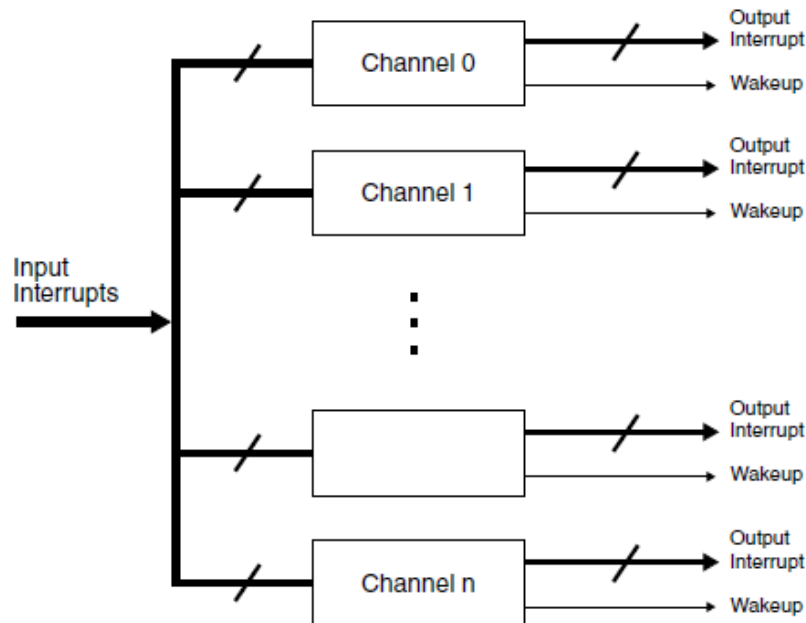 Channel 0
Output
Interrupt
Wakeup
Channel 1
Output
Interrupt
Wakeup
Input
Interrupts
Output
Interrupt
Wakeup
Channel n
Output
Interrupt
Wakeup